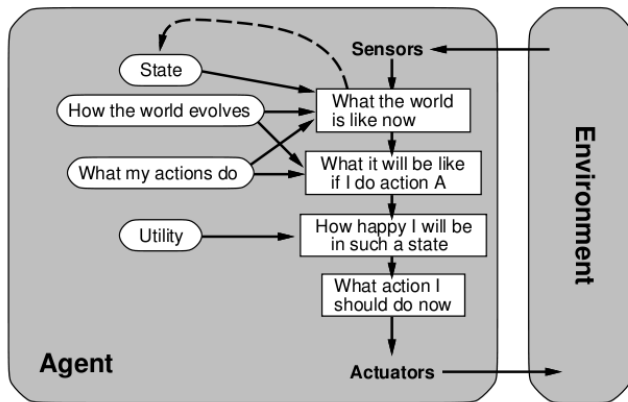 Sensors
State
What the world
is like now
How the world evolves
What it will be like
if I do action A
What my actions do
How happy I will be
in such a state
Utility
What action I
should do now
Agent
Actuators
Environment